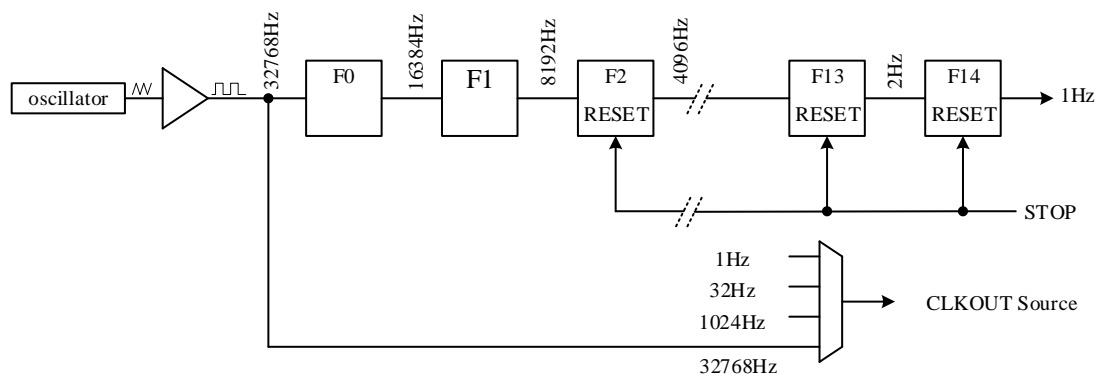 32768Hz
16384Hz
8192Hz
4096Hz
2Hz
oscillator
F0
F1
F2
RESET
F13
RESET
F14
RESET
1Hz
STOP
1Hz
32Hz
1024Hz
32768Hz
CLKOUT Source